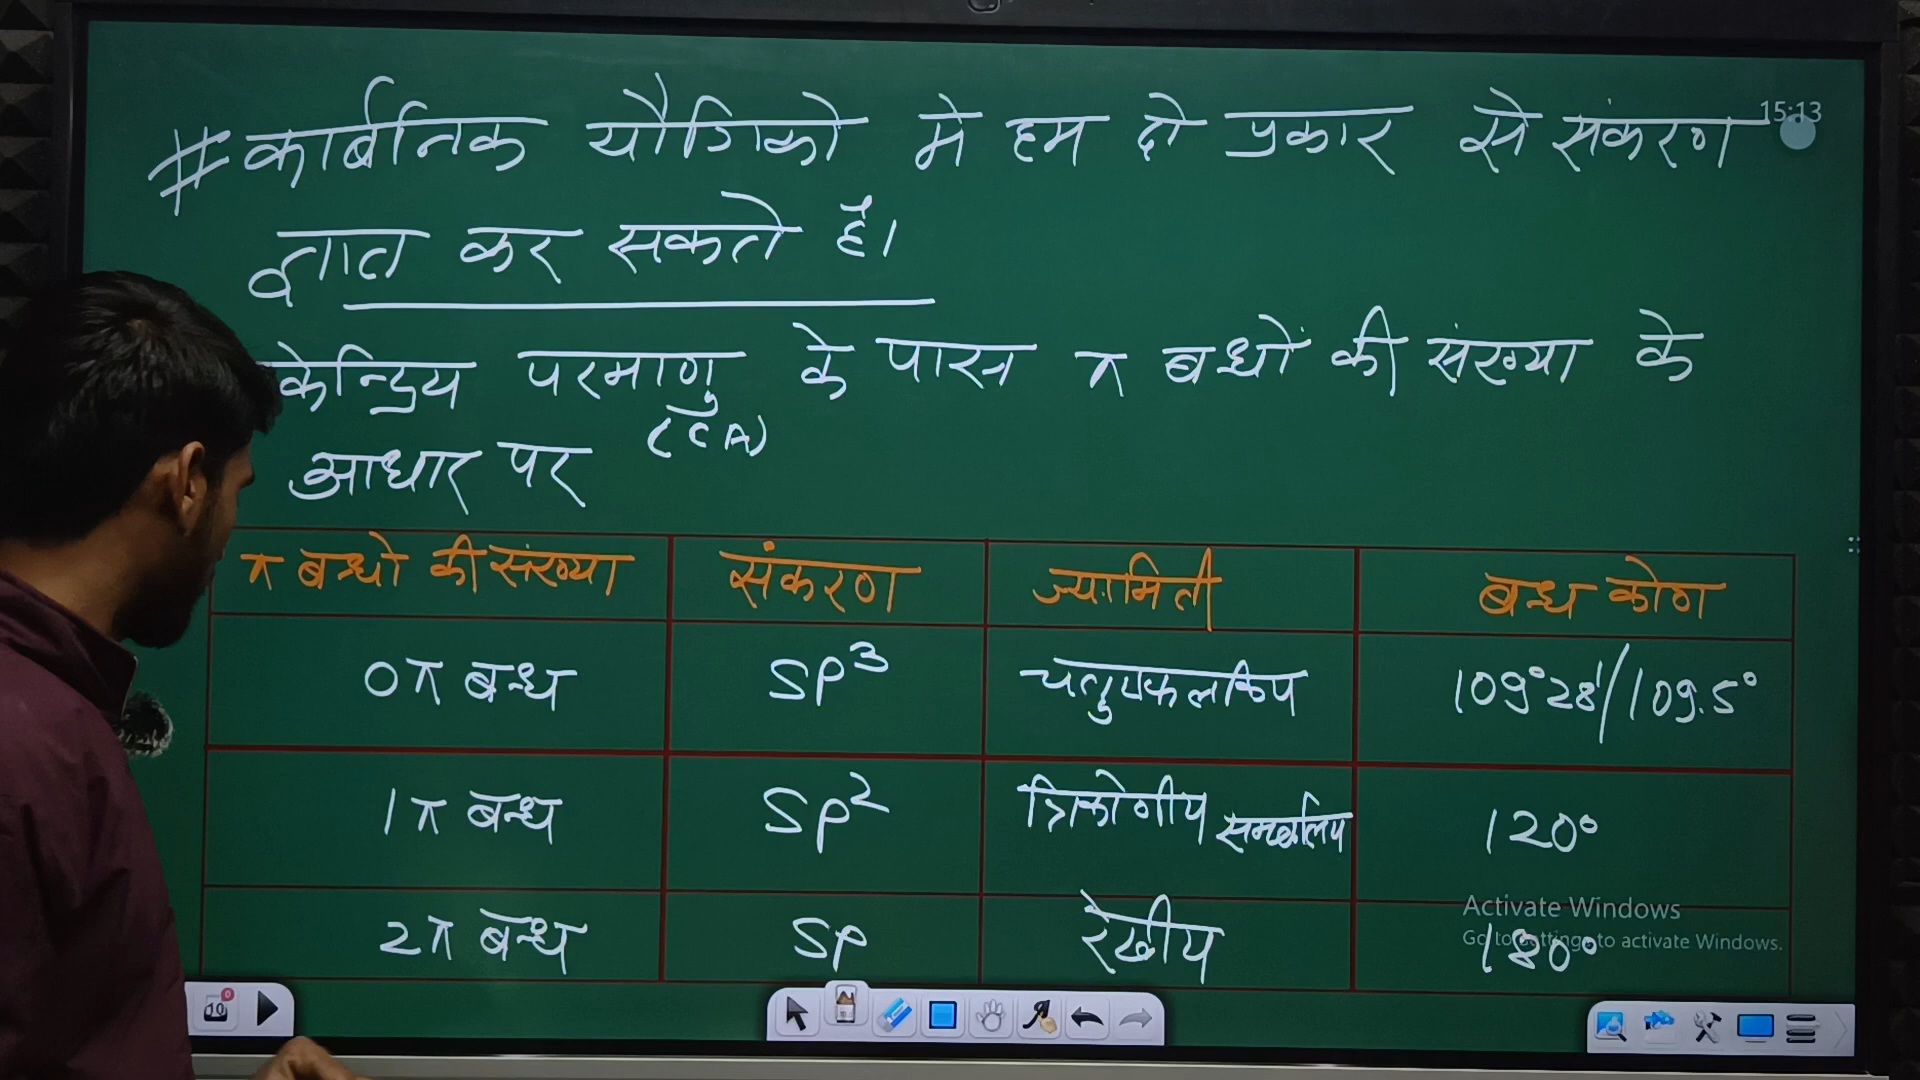 15:13
# कार्बनिक यौगिको मे हम दो प्रकार से संकरण
ज्ञात कर सकते है।
केन्द्रिय परमाणु के पास π बन्धों की संख्या के
(CA)
आधार पर
π बन्धो की संख्या संकरण ज्यामिती बन्ध कोण
0π बन्ध SP³ चतुष्फलकिय 109°28'/109.5°
1π बन्ध SP² त्रिकोणीय समतलिय 120°
2π बन्ध SP रेखीय 180°
Activate Windows
Go to Settings to activate Windows.